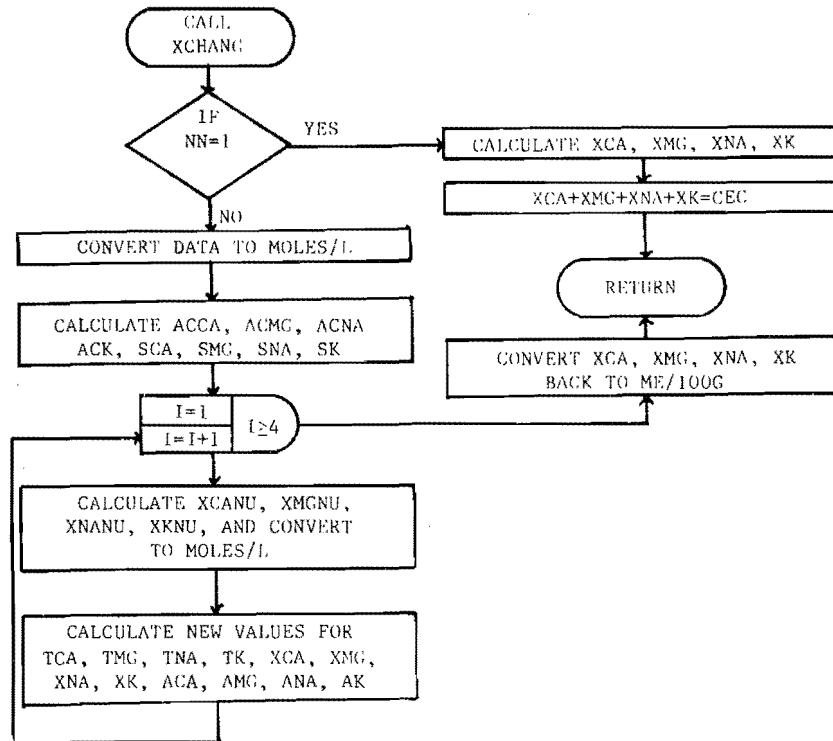 CALL
XCHANG
IF
NN=1
YES
NO
CALCULATE XCA, XMG, XNA, XK
XCA+XMG+XNA+XK=CEC
RETURN
CONVERT XCA, XMG, XNA, XK
BACK TO ME/100G
CONVERT DATA TO MOLES/L
CALCULATE ACCA, ACMG, ACNA
ACK, SCA, SMG, SNA, SK
I=1
I=I+1
I≥4
CALCULATE XCANU, XMGNU,
XNANU, XKNU, AND CONVERT
TO MOLES/L
CALCULATE NEW VALUES FOR
TCA, TMG, TNA, TK, XCA, XMG,
XNA, XK, ACA, AMG, ANA, AK